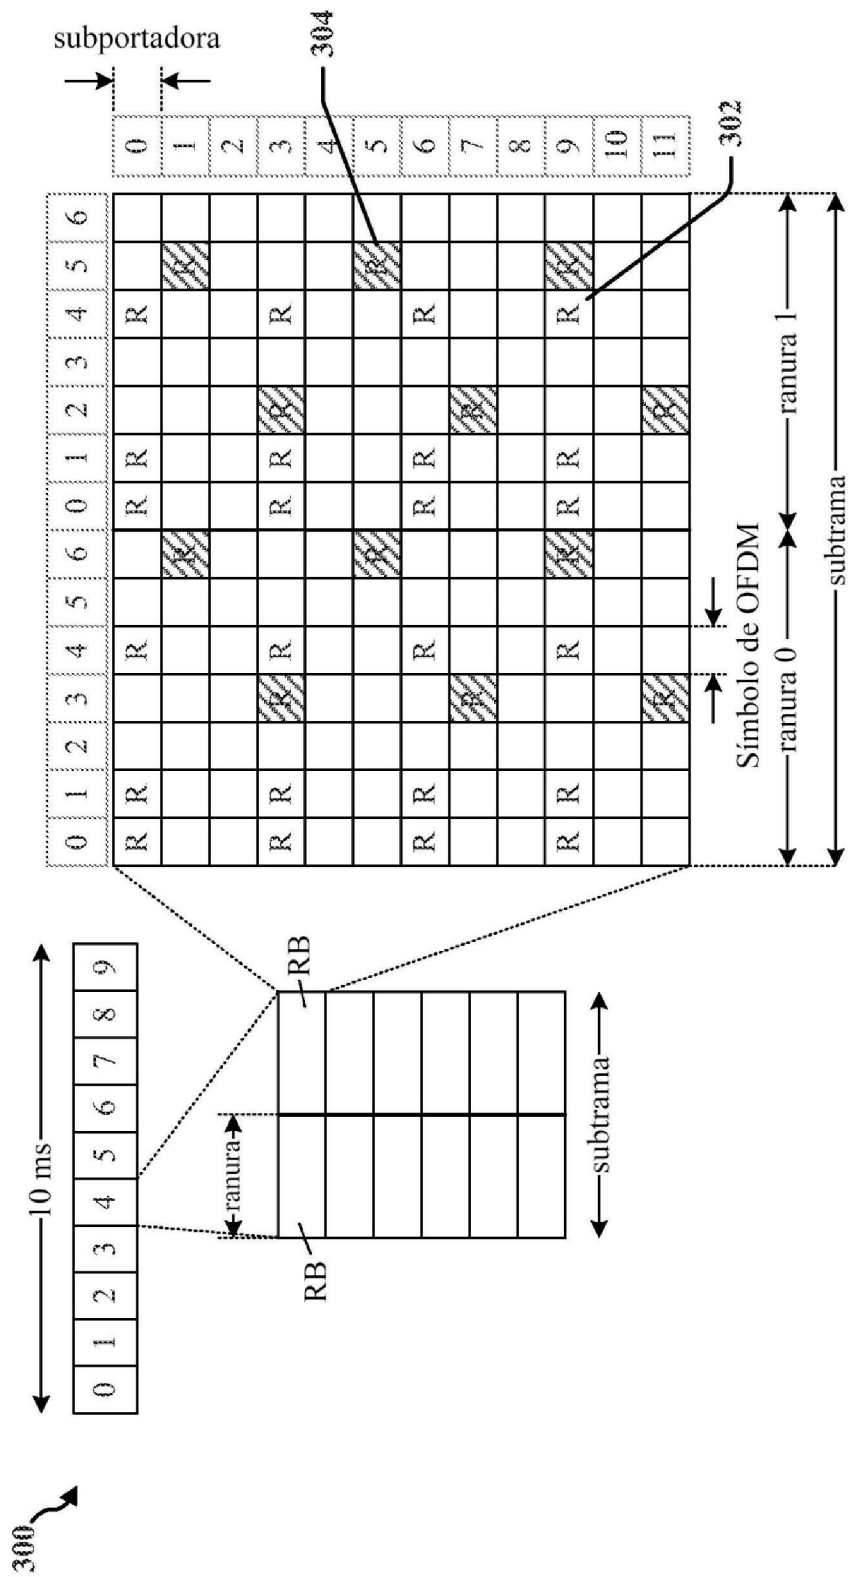 300
10 ms
0 1 2 3 4 5 6 7 8 9
ranura
RB
RB
subtrama
subportadora
0 1 2 3 4 5 6 0 1 2 3 4 5 6
R R R R R R 0
R R 1
2
R R R R R R R R 3
4
R R 5
R R R R R R 6
R R 7
8
R R R R R R R R 9
10
R R 11
304
302
Símbolo de OFDM
ranura 0
ranura 1
subtrama